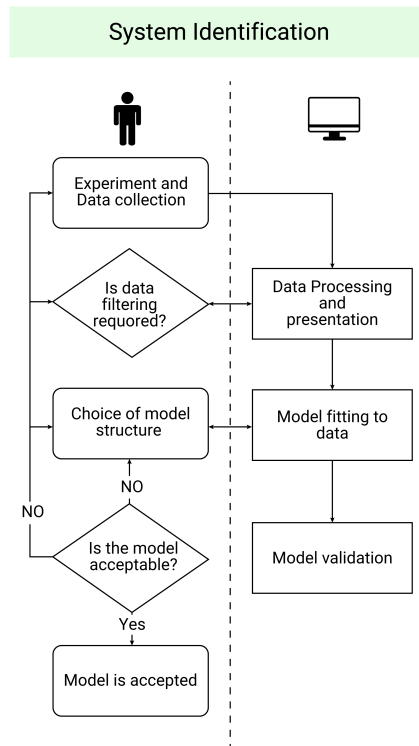 System Identification
Experiment and
Data collection
Is data
filtering
requored?
Data Processing
and
presentation
Choice of model
structure
Model fitting to
data
NO
NO
Is the model
acceptable?
Model validation
Yes
Model is accepted